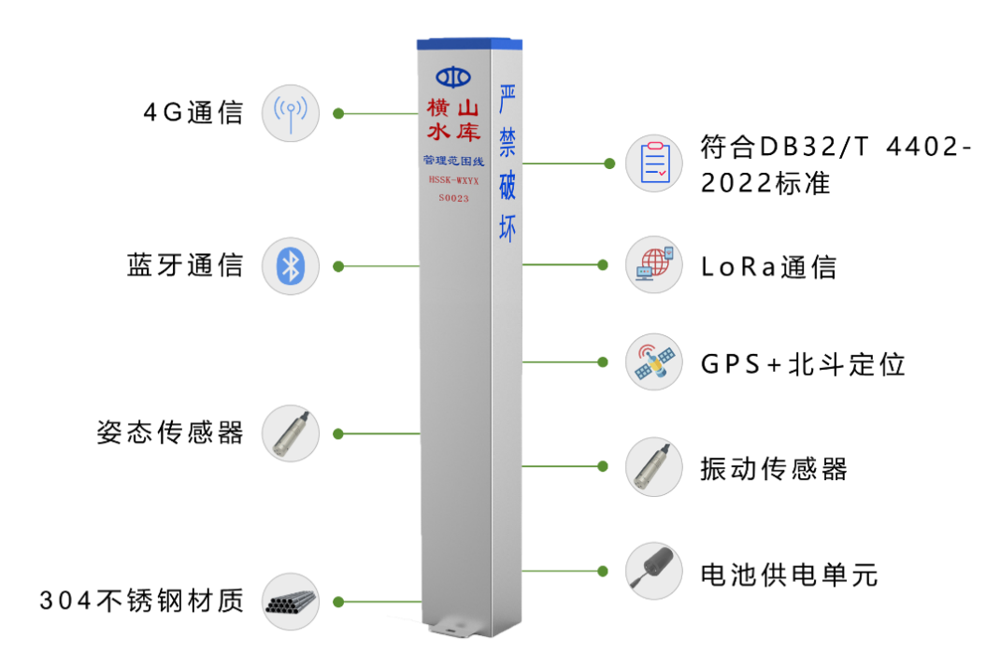 4G通信
蓝牙通信
姿态传感器
304不锈钢材质
横山
水库
管理范围线
HSSK-WXYX
S0023
严禁破坏
符合DB32/T 4402-
2022标准
LoRa通信
GPS+北斗定位
振动传感器
电池供电单元